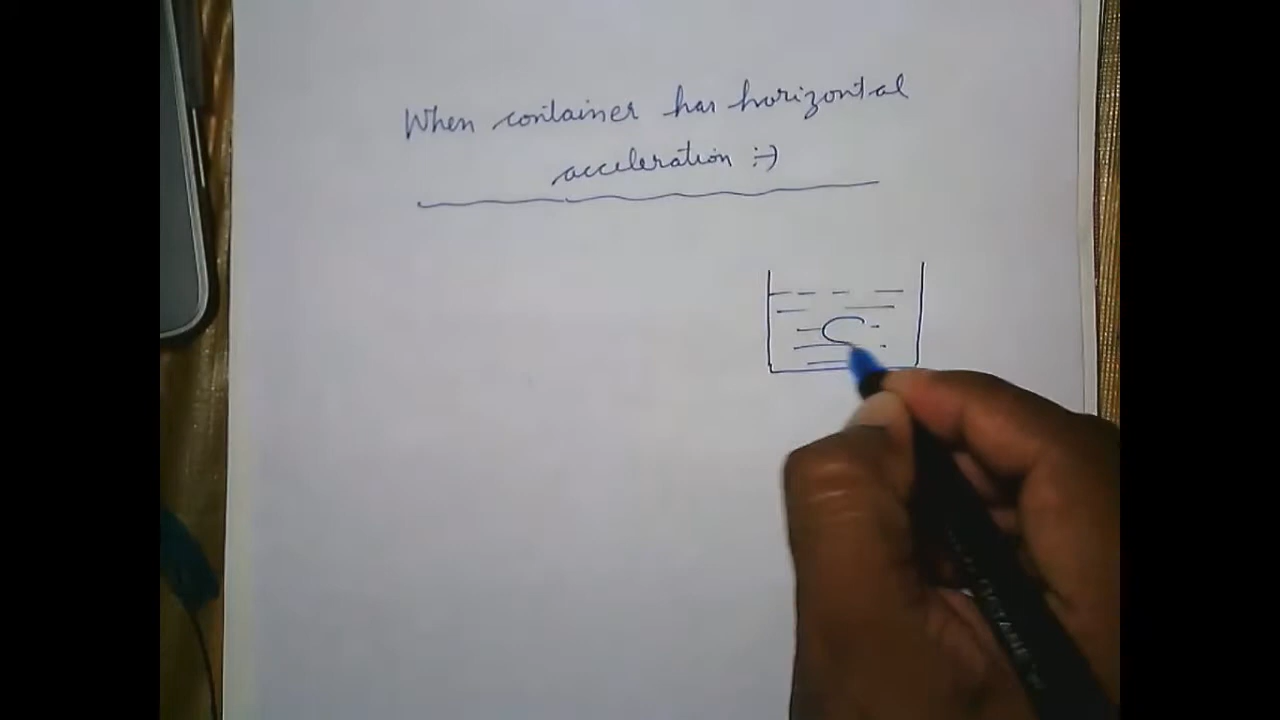 When container has horizontal
acceleration :-)